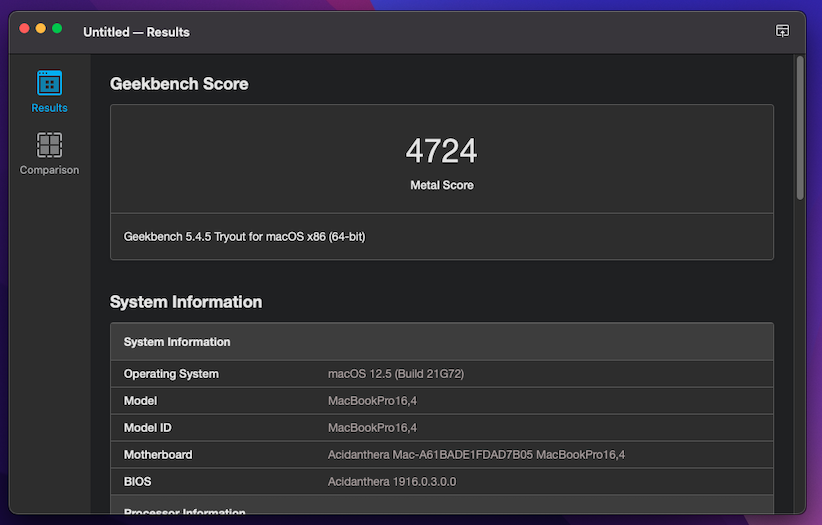 Untitled — Results
Results
Comparison
Geekbench Score
4724
Metal Score
Geekbench 5.4.5 Tryout for macOS x86 (64-bit)
System Information
System Information
Operating System macOS 12.5 (Build 21G72)
Model MacBookPro16,4
Model ID MacBookPro16,4
Motherboard Acidanthera Mac-A61BADE1FDAD7B05 MacBookPro16,4
BIOS Acidanthera 1916.0.3.0.0
Processor Information